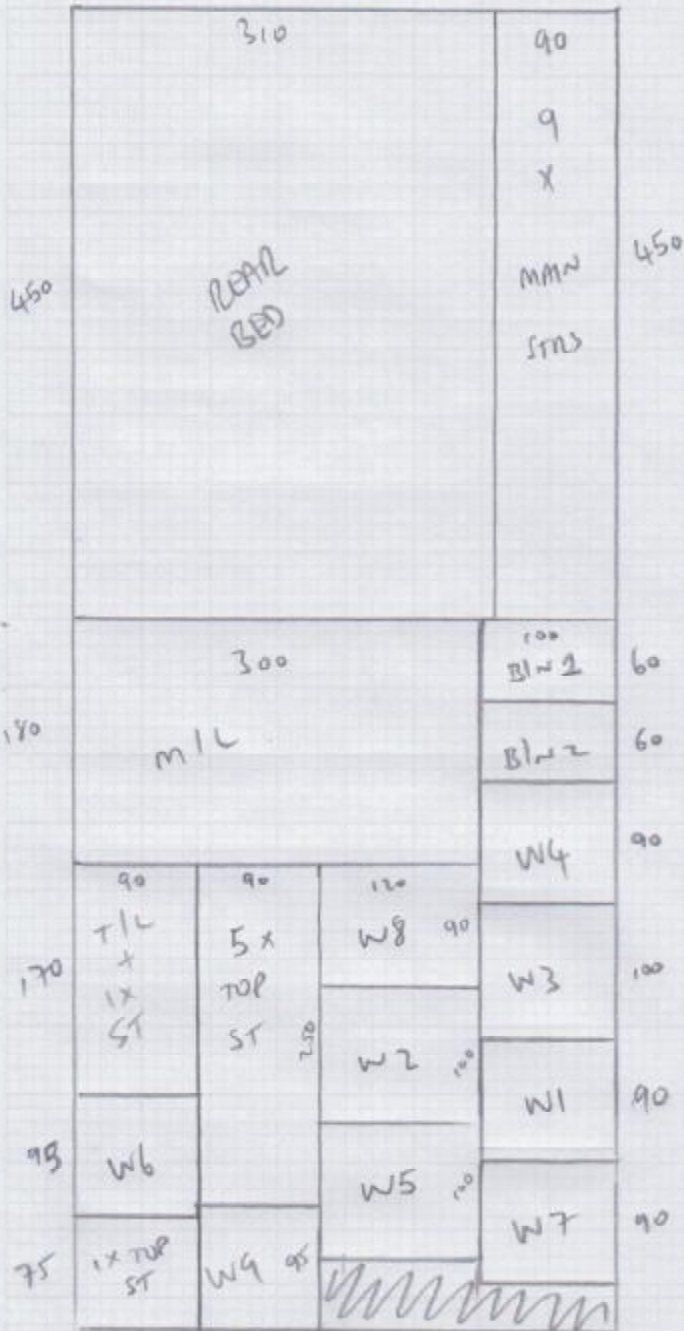 310
90
9
X
MAIN
STRS
450
REAR
BED
450
300
100
BIN 1
60
180
M/L
BIN 2
60
W4
90
90
90
120
T/L
+
1X
ST
5 X
TOP
ST
W8 90
170
250
W3
100
W2 100
W1
90
95
W6
W5 100
W7
90
75
1X TOP
ST
W9 95